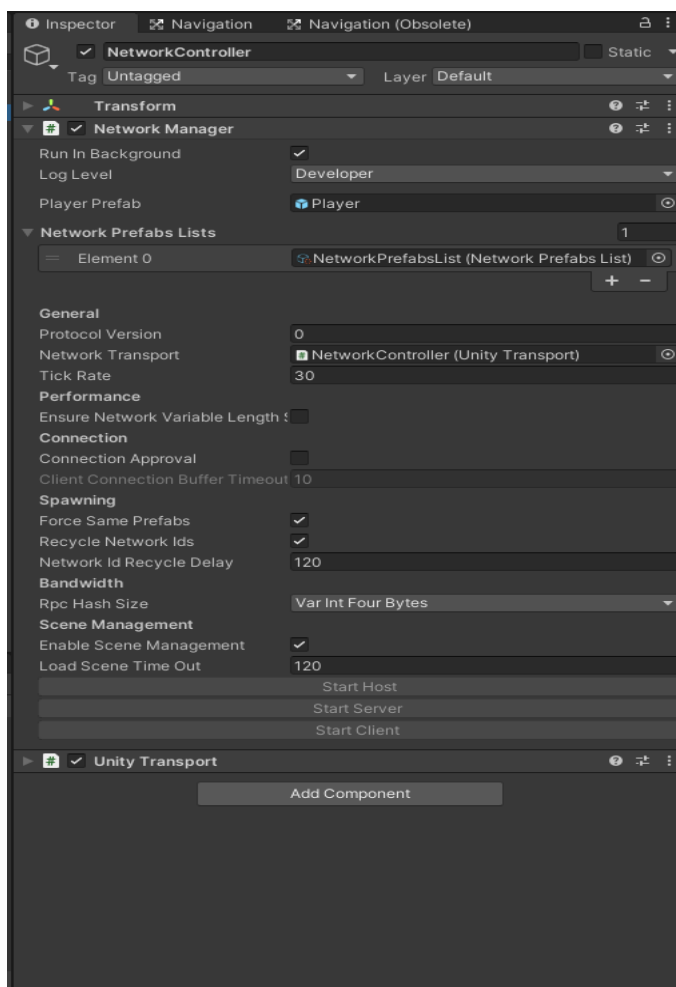 Inspector Navigation Navigation (Obsolete)
NetworkController Static
Tag Untagged Layer Default
Transform
# Network Manager
Run In Background
Log Level Developer
Player Prefab Player
Network Prefabs Lists 1
Element 0 NetworkPrefabsList (Network Prefabs List)
+ −
General
Protocol Version 0
Network Transport NetworkController (Unity Transport)
Tick Rate 30
Performance
Ensure Network Variable Length S
Connection
Connection Approval
Client Connection Buffer Timeout 10
Spawning
Force Same Prefabs
Recycle Network Ids
Network Id Recycle Delay 120
Bandwidth
Rpc Hash Size Var Int Four Bytes
Scene Management
Enable Scene Management
Load Scene Time Out 120
Start Host
Start Server
Start Client
# Unity Transport
Add Component